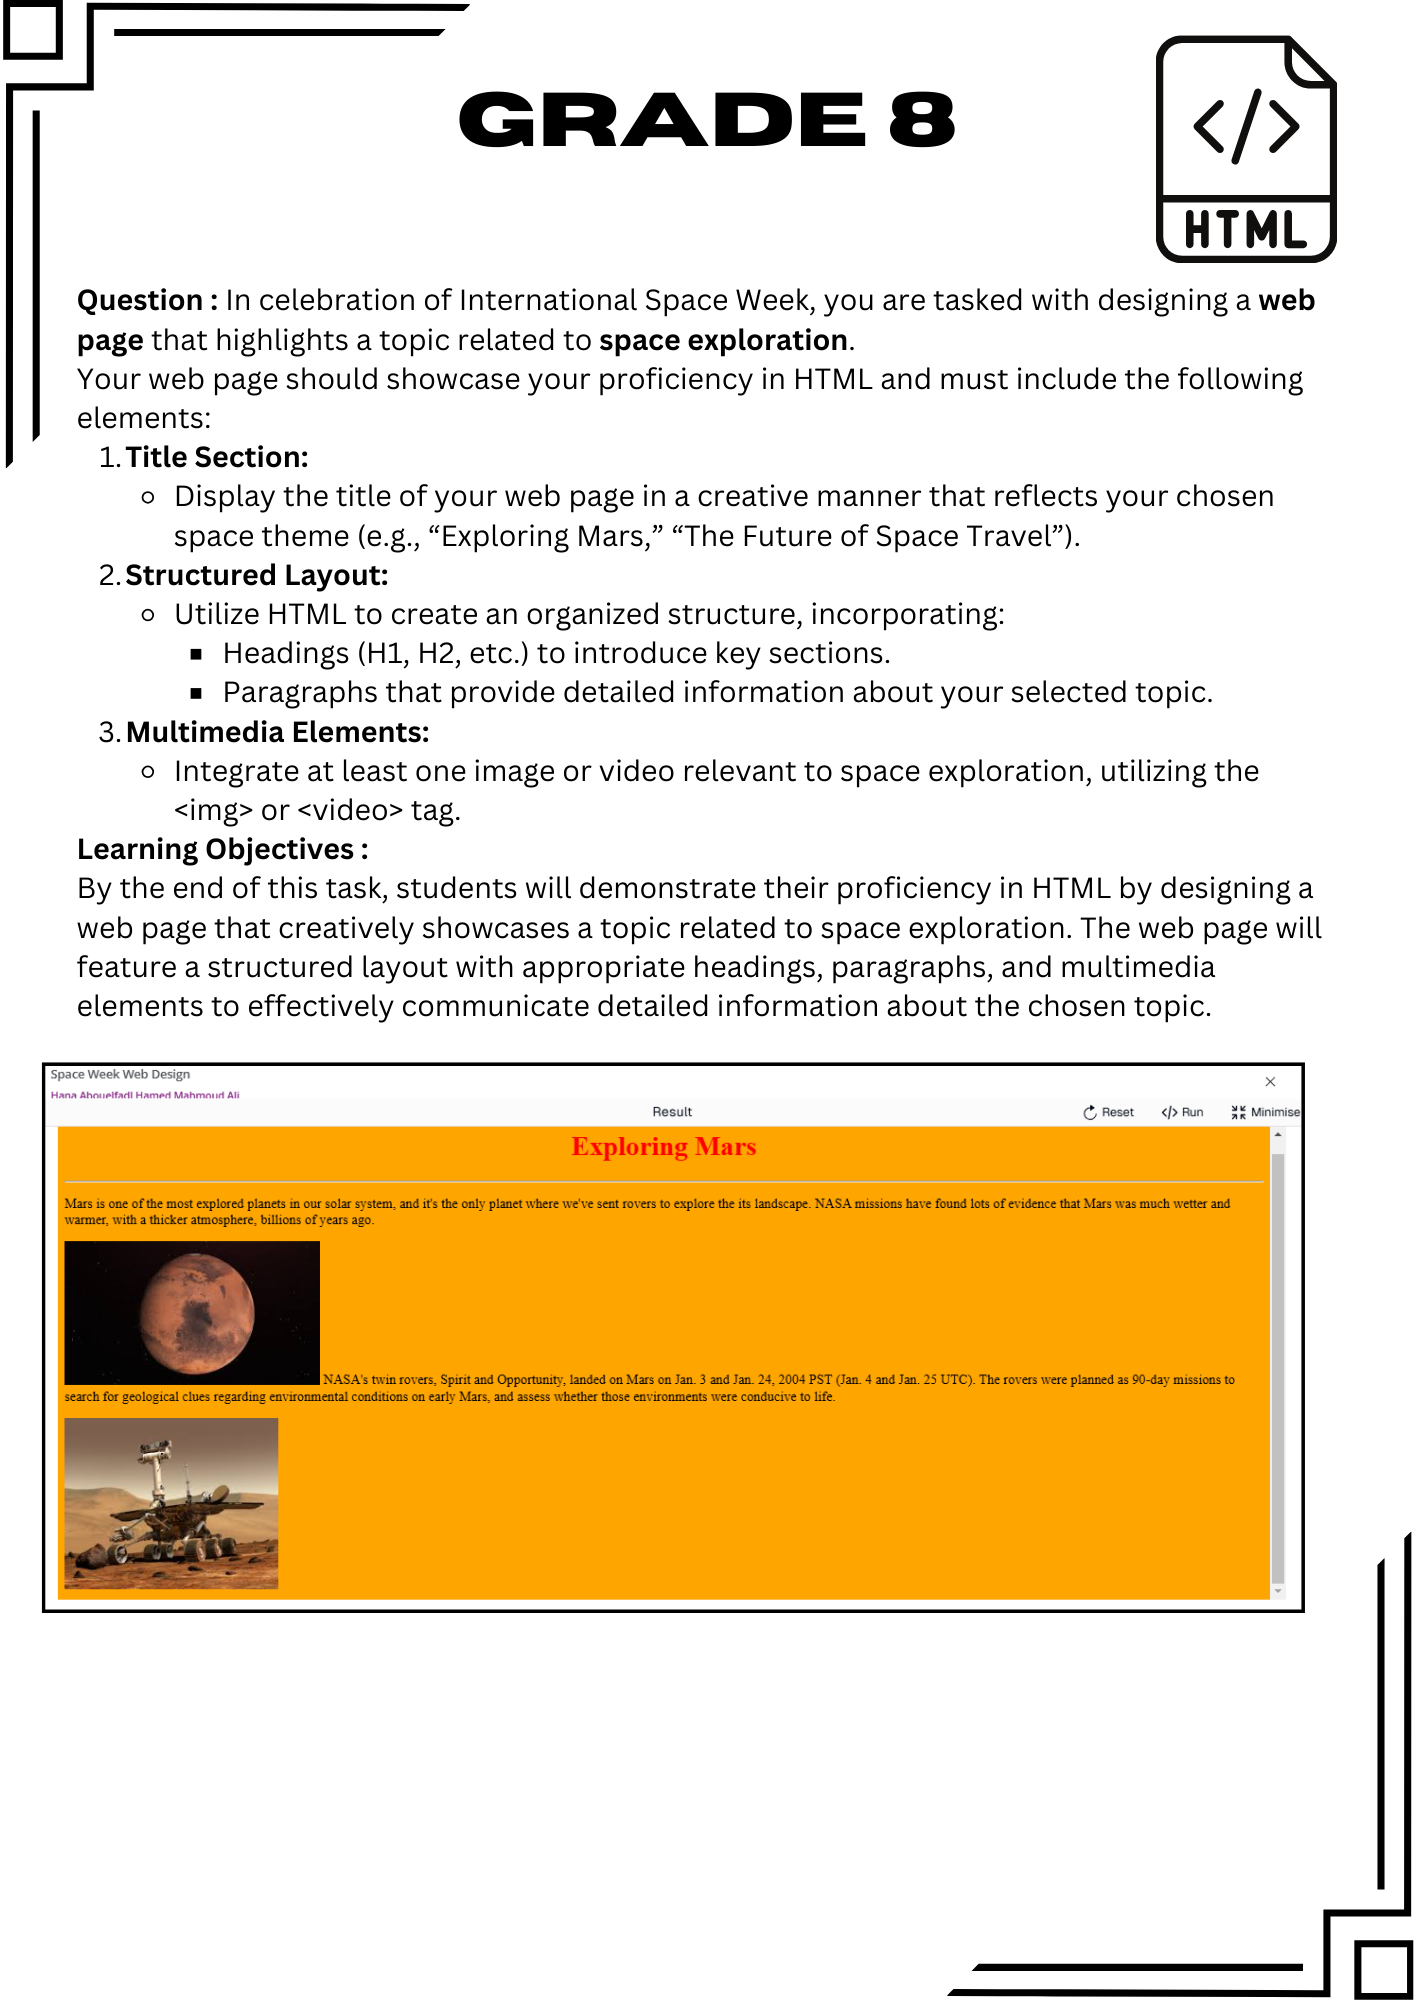 GRADE 8
</>
HTML
Question : In celebration of International Space Week, you are tasked with designing a web
page that highlights a topic related to space exploration.
Your web page should showcase your proficiency in HTML and must include the following
elements:
1. Title Section:
Display the title of your web page in a creative manner that reflects your chosen
space theme (e.g., “Exploring Mars,” “The Future of Space Travel”).
2. Structured Layout:
Utilize HTML to create an organized structure, incorporating:
Headings (H1, H2, etc.) to introduce key sections.
Paragraphs that provide detailed information about your selected topic.
3. Multimedia Elements:
Integrate at least one image or video relevant to space exploration, utilizing the
<img> or <video> tag.
Learning Objectives :
By the end of this task, students will demonstrate their proficiency in HTML by designing a
web page that creatively showcases a topic related to space exploration. The web page will
feature a structured layout with appropriate headings, paragraphs, and multimedia
elements to effectively communicate detailed information about the chosen topic.
Space Week Web Design
Hana Abouelfadl Hamed Mahmoud Ali
Result
Reset </> Run Minimise
Exploring Mars
Mars is one of the most explored planets in our solar system, and it's the only planet where we've sent rovers to explore the its landscape. NASA missions have found lots of evidence that Mars was much wetter and
warmer, with a thicker atmosphere, billions of years ago.
NASA's twin rovers, Spirit and Opportunity, landed on Mars on Jan. 3 and Jan. 24, 2004 PST (Jan. 4 and Jan. 25 UTC). The rovers were planned as 90-day missions to
search for geological clues regarding environmental conditions on early Mars, and assess whether those environments were conducive to life.